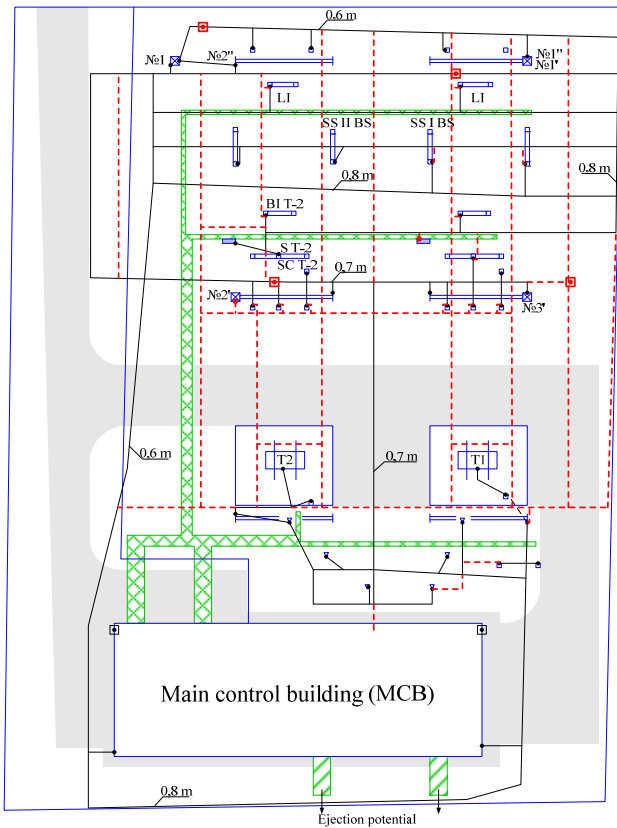 0.6 m
№1
№2''
№1''
№1'
LI
LI
SS II BS
SS I BS
0.8 m
0.8 m
BI T-2
S T-2
SC T-2
0.7 m
№2'
№3'
0.6 m
T2
0.7 m
T1
Main control building (MCB)
0.8 m
Ejection potential